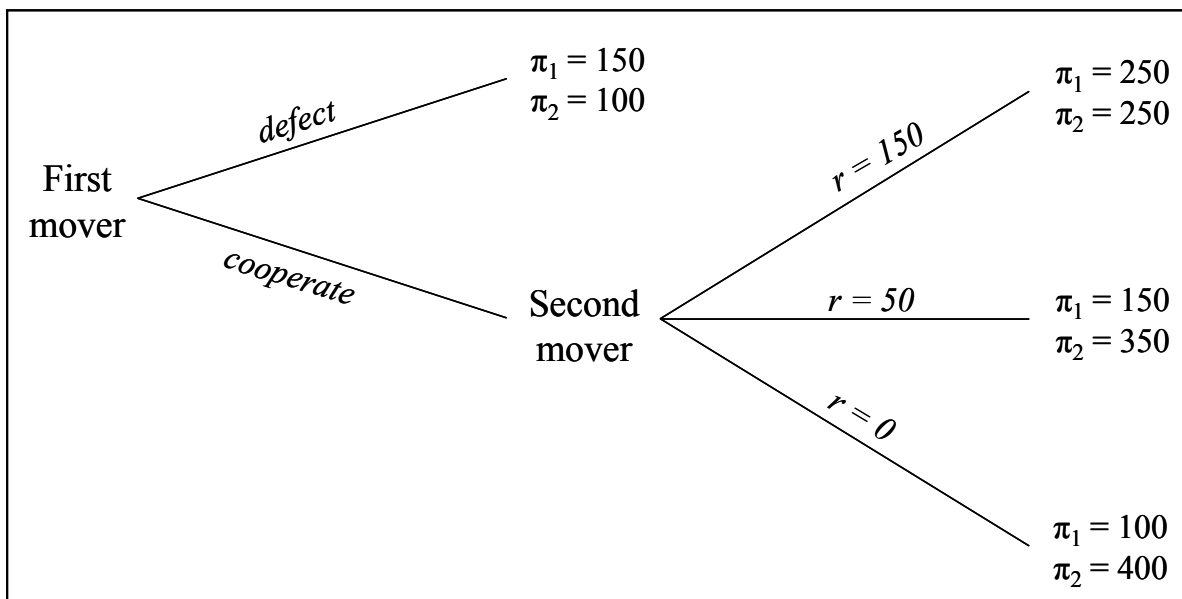 First
mover
defect
π₁ = 150
π₂ = 100
cooperate
Second
mover
r = 150
π₁ = 250
π₂ = 250
r = 50
π₁ = 150
π₂ = 350
r = 0
π₁ = 100
π₂ = 400